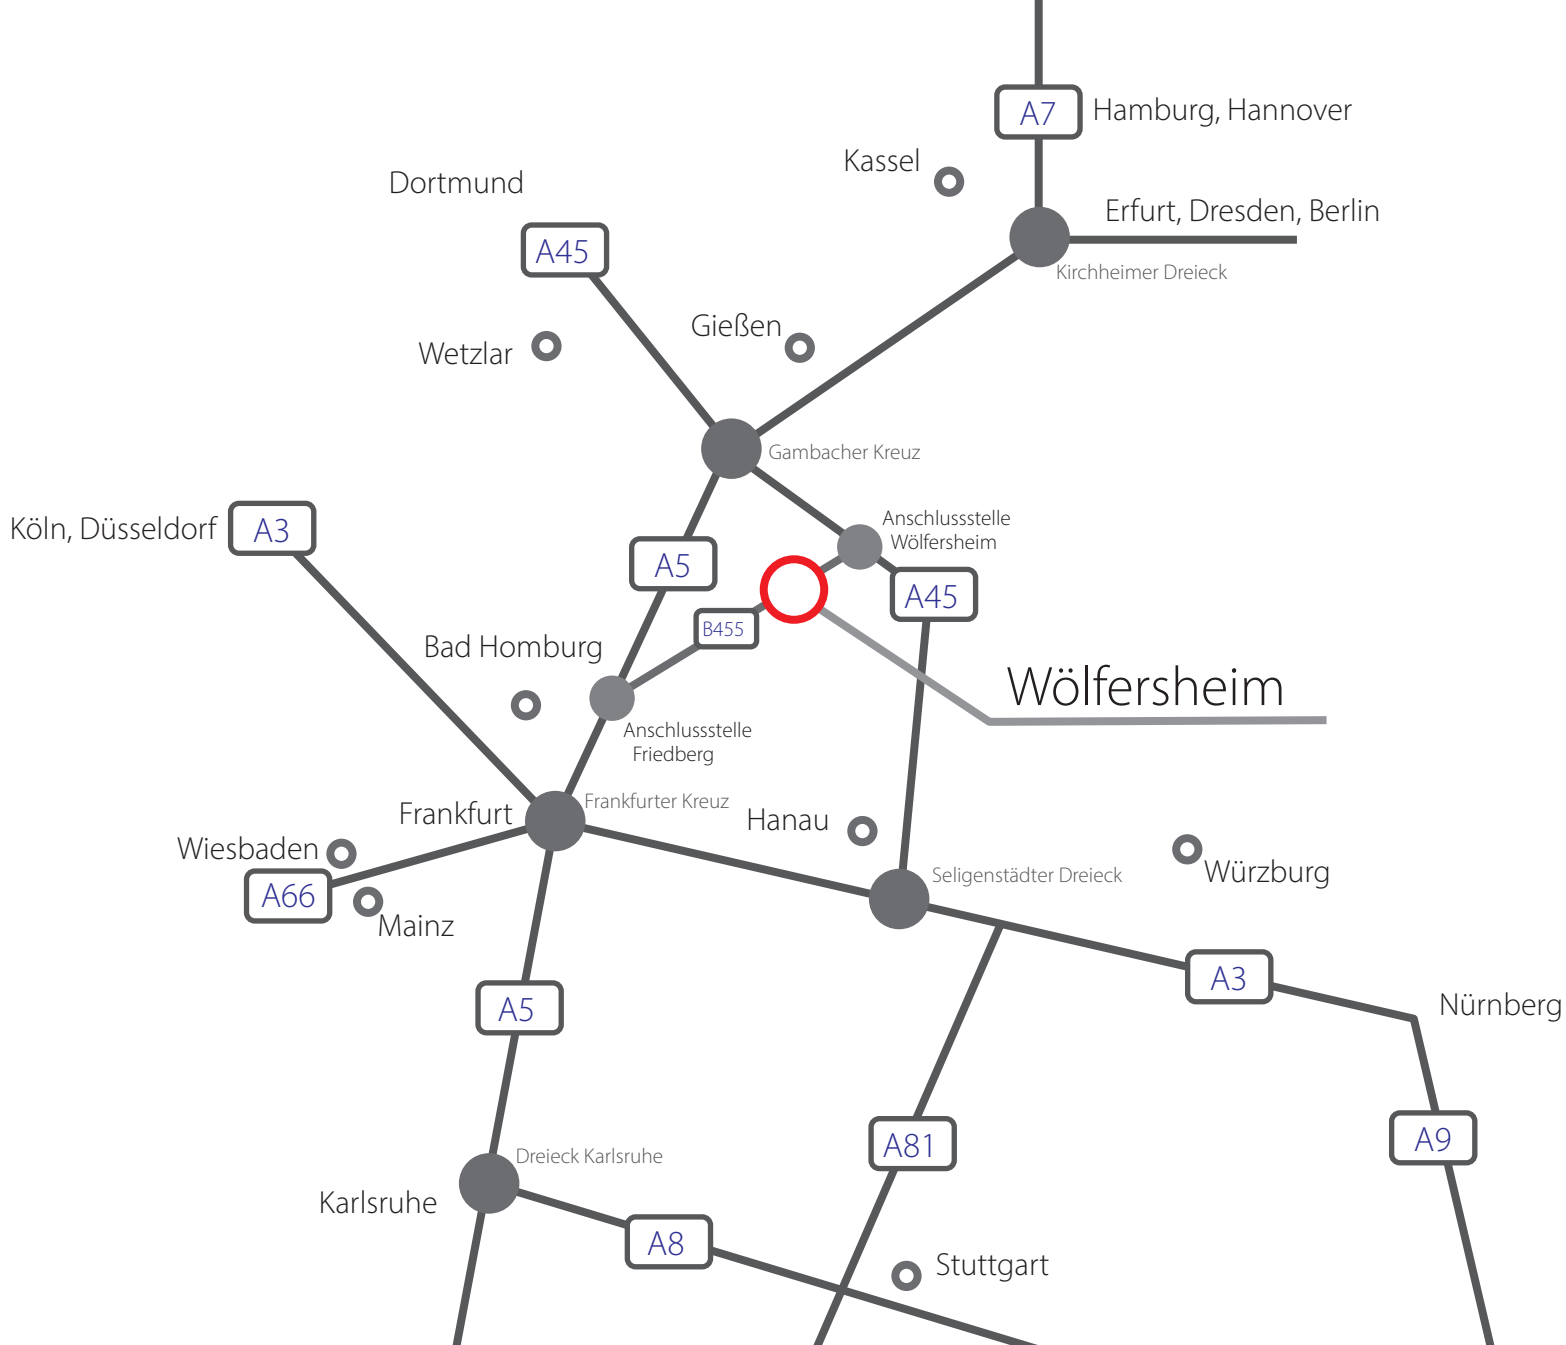 A7
Hamburg, Hannover
Kassel
Dortmund
Erfurt, Dresden, Berlin
A45
Kirchheimer Dreieck
Gießen
Wetzlar
Gambacher Kreuz
Köln, Düsseldorf
A3
Anschlussstelle
Wölfersheim
A5
A45
B455
Bad Homburg
Wölfersheim
Anschlussstelle
Friedberg
Frankfurt
Frankfurter Kreuz
Hanau
Wiesbaden
A66
Mainz
Seligenstädter Dreieck
Würzburg
A3
Nürnberg
A5
A81
A9
Dreieck Karlsruhe
Karlsruhe
A8
Stuttgart